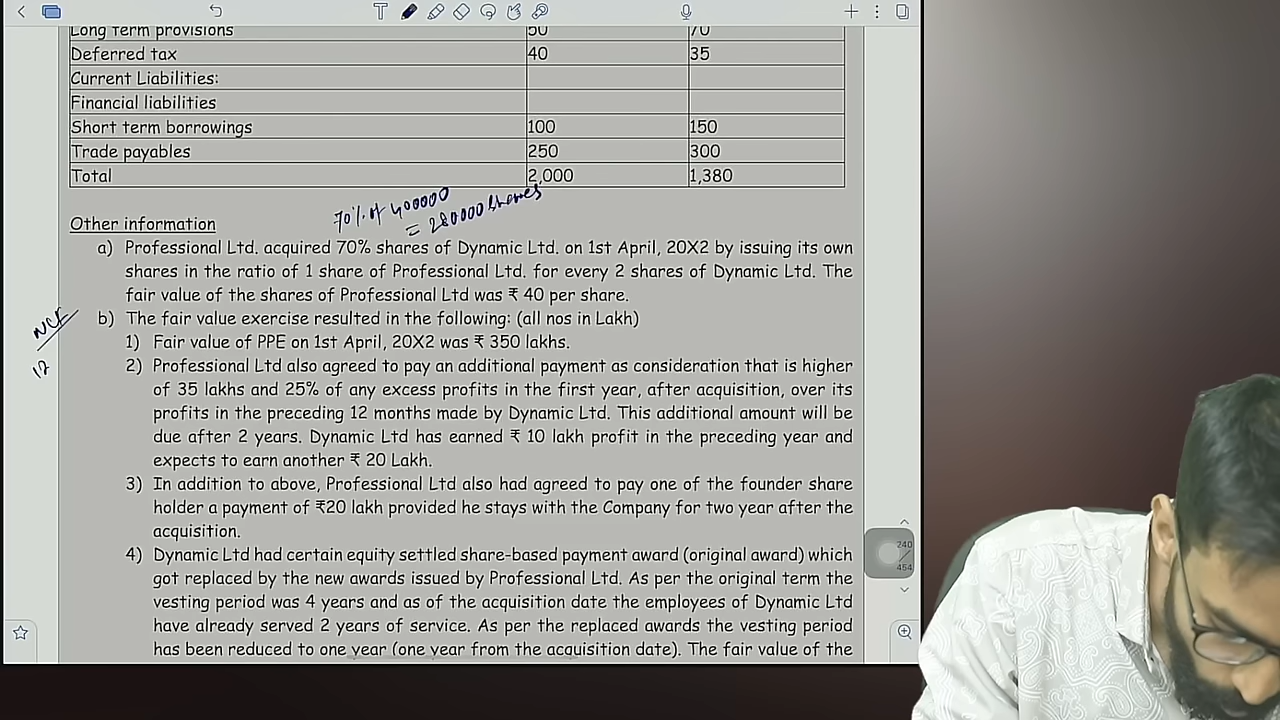 Long term provisions 50 70
Deferred tax 40 35
Current Liabilities:
Financial liabilities
Short term borrowings 100 150
Trade payables 250 300
Total 2,000 1,380
70% of 400000
= 280000 shares
Other information
a) Professional Ltd. acquired 70% shares of Dynamic Ltd. on 1st April, 20X2 by issuing its own
shares in the ratio of 1 share of Professional Ltd. for every 2 shares of Dynamic Ltd. The
fair value of the shares of Professional Ltd was ₹ 40 per share.
b) The fair value exercise resulted in the following: (all nos in Lakh)
NCI
12
1) Fair value of PPE on 1st April, 20X2 was ₹ 350 lakhs.
2) Professional Ltd also agreed to pay an additional payment as consideration that is higher
of 35 lakhs and 25% of any excess profits in the first year, after acquisition, over its
profits in the preceding 12 months made by Dynamic Ltd. This additional amount will be
due after 2 years. Dynamic Ltd has earned ₹ 10 lakh profit in the preceding year and
expects to earn another ₹ 20 Lakh.
3) In addition to above, Professional Ltd also had agreed to pay one of the founder share
holder a payment of ₹20 lakh provided he stays with the Company for two year after the
acquisition.
4) Dynamic Ltd had certain equity settled share-based payment award (original award) which
got replaced by the new awards issued by Professional Ltd. As per the original term the
vesting period was 4 years and as of the acquisition date the employees of Dynamic Ltd
have already served 2 years of service. As per the replaced awards the vesting period
has been reduced to one year (one year from the acquisition date). The fair value of the
240
454